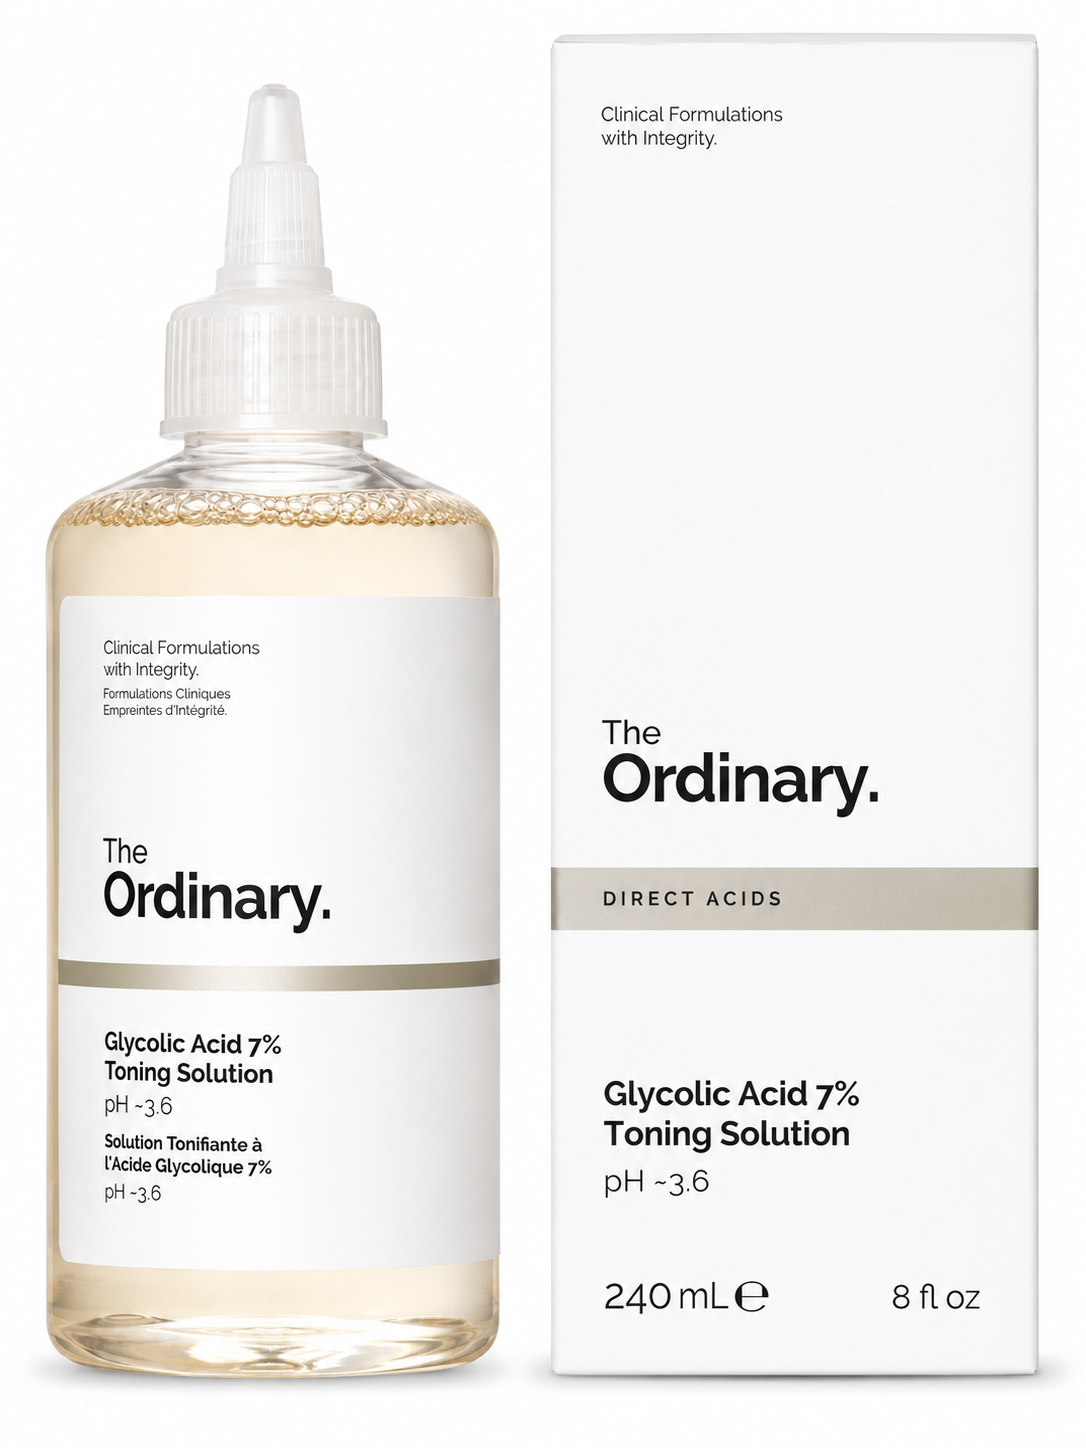 Clinical Formulations
with Integrity.
Formulations Cliniques
Empreintes d'Intégrité.
The
Ordinary.
Glycolic Acid 7%
Toning Solution
pH ~3.6
Solution Tonifiante à
l'Acide Glycolique 7%
pH ~3.6
Clinical Formulations
with Integrity.
The
Ordinary.
DIRECT ACIDS
Glycolic Acid 7%
Toning Solution
pH ~3.6
240 mL ℮ 8 fl oz